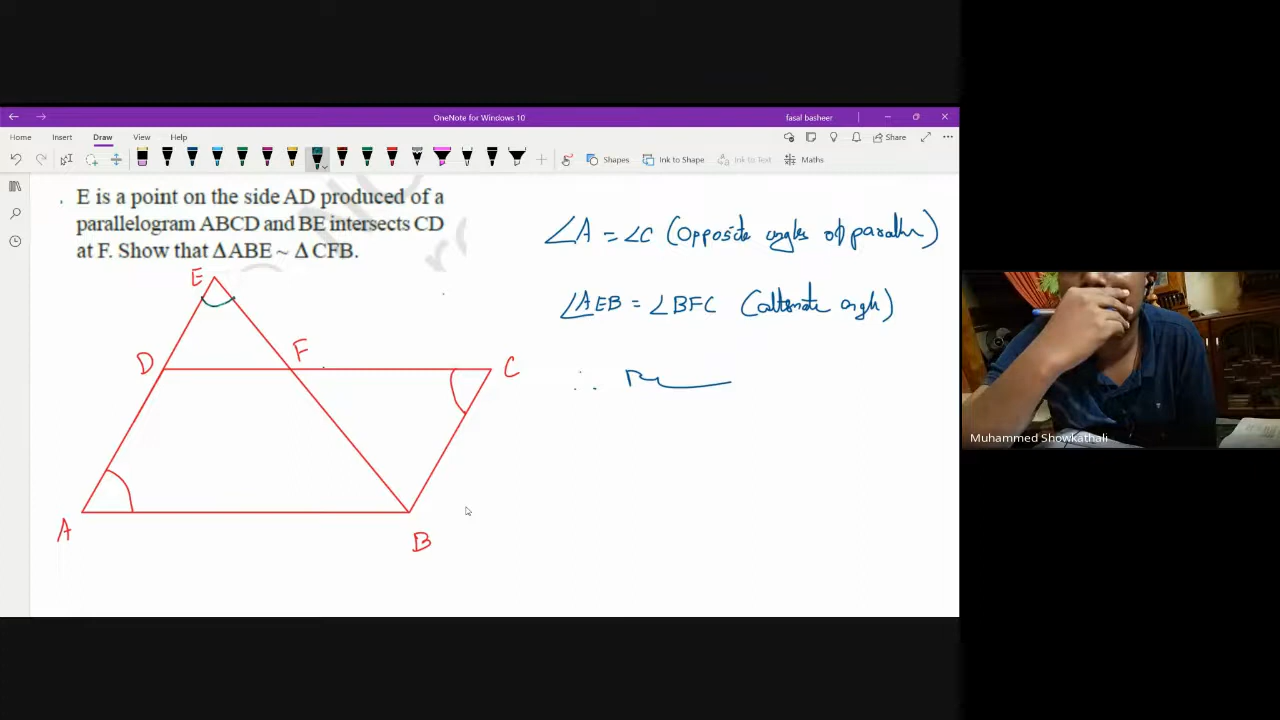 OneNote for Windows 10
fasal basheer
Home Insert Draw View Help
Share
Shapes Ink to Shape Ink to Text Maths
E is a point on the side AD produced of a
parallelogram ABCD and BE intersects CD
at F. Show that ΔABE ~ ΔCFB.
E
D
F
C
A
B
∠A = ∠C (opposite angles of
∠AEB = ∠BFC (alternate
∴
Muhammed Showkathali